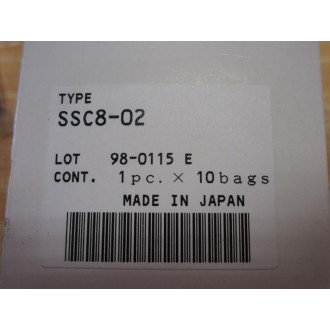 TYPE
SSC8-02
LOT 98-0115 E
CONT. 1pc. × 10bags
MADE IN JAPAN